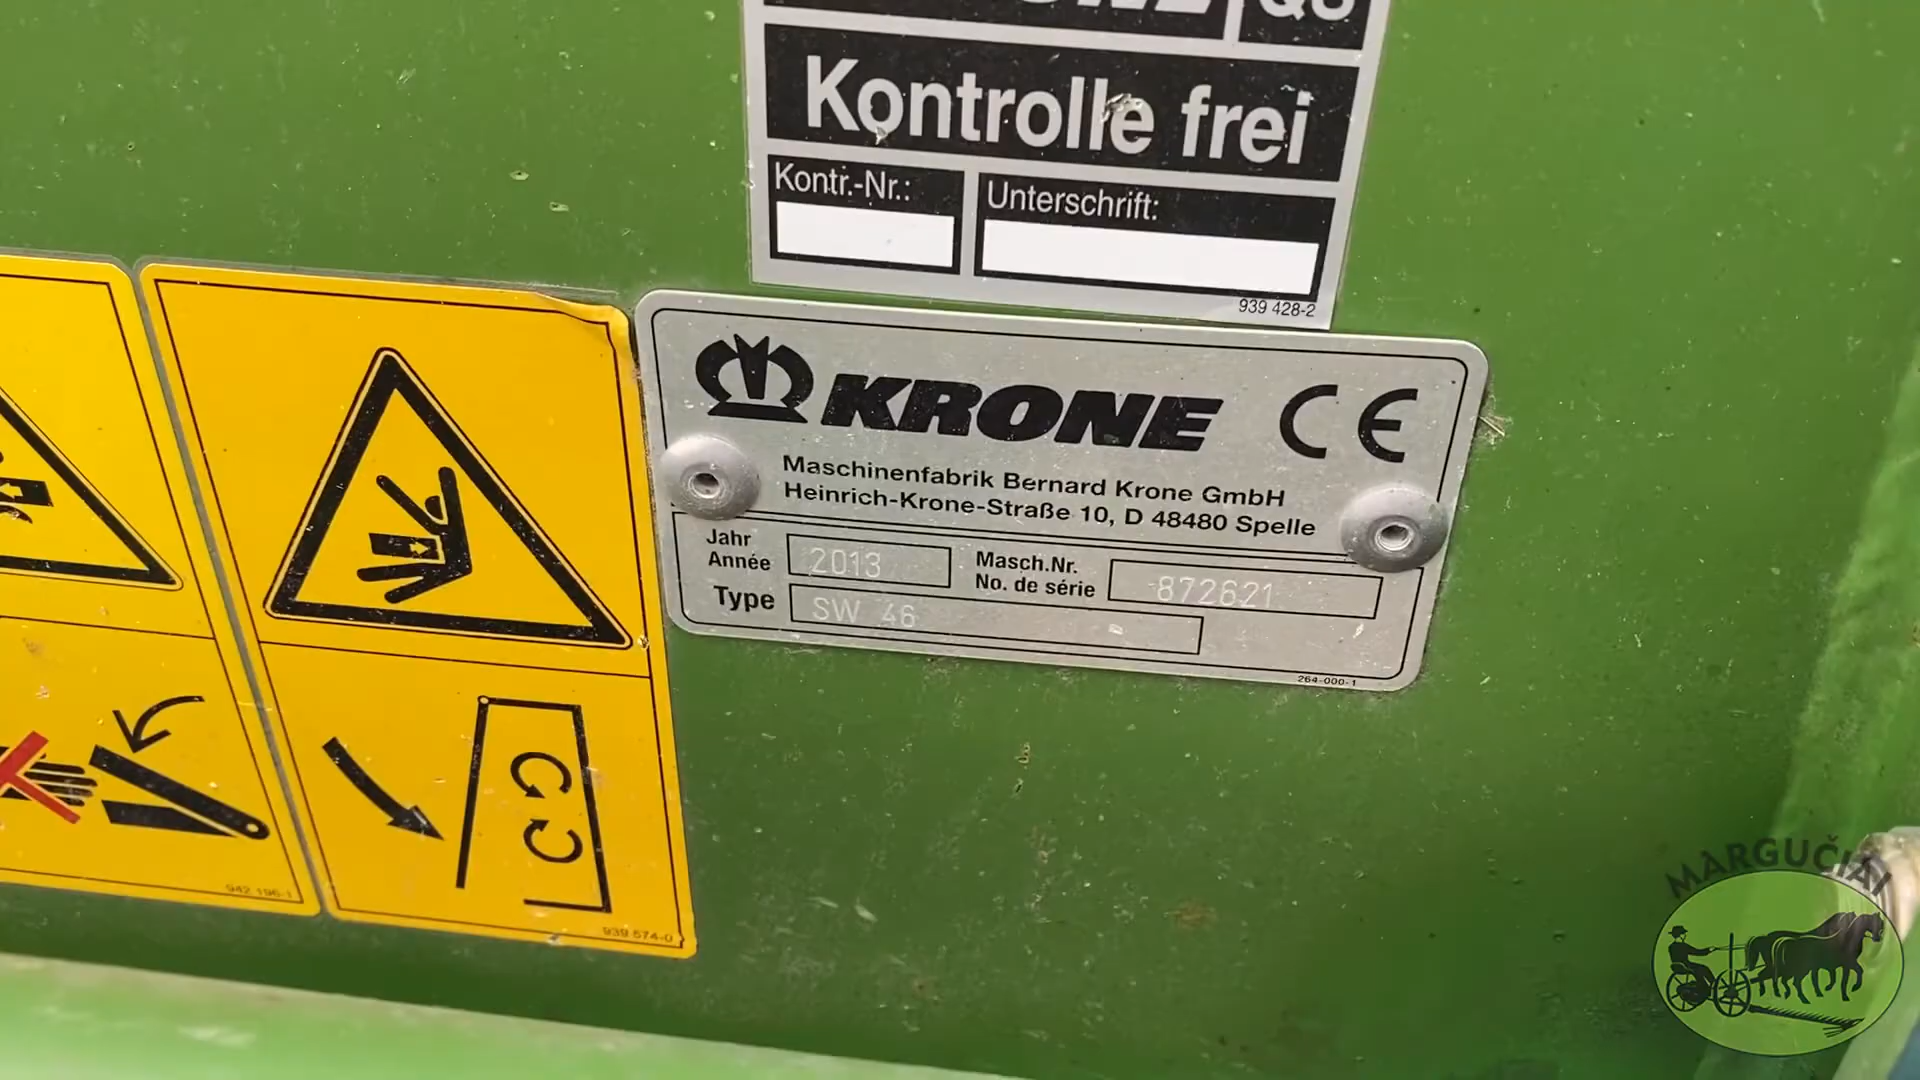 Kontrolle frei
Kontr.-Nr.:
Unterschrift:
939 428-2
KRONE CE
Maschinenfabrik Bernard Krone GmbH
Heinrich-Krone-Straße 10, D 48480 Spelle
Jahr
Année
2013
Masch.Nr.
No. de série
872621
Type
SW 46
264-000-1
942 196-1
939 574-0
MARGUČIAI